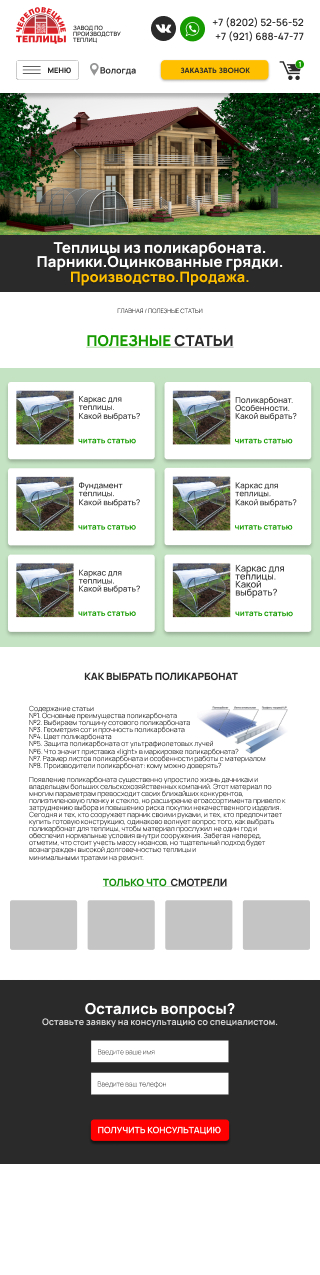 ЧЕРЕПОВЕЦКИЕ
ТЕПЛИЦЫ
ЗАВОД ПО
ПРОИЗВОДСТВУ
ТЕПЛИЦ
+7 (8202) 52-56-52
+7 (921) 688-47-77
МЕНЮ
Вологда
ЗАКАЗАТЬ ЗВОНОК
1
Теплицы из поликарбоната.
Парники.Оцинкованные грядки.
Производство.Продажа.
ГЛАВНАЯ / ПОЛЕЗНЫЕ СТАТЬИ
ПОЛЕЗНЫЕ СТАТЬИ
Каркас для
теплицы.
Какой выбрать?
читать статью
Поликарбонат.
Особенности.
Какой выбрать?
читать статью
Фундамент
теплицы.
Какой выбрать?
читать статью
Каркас для
теплицы.
Какой выбрать?
читать статью
Каркас для
теплицы.
Какой выбрать?
читать статью
Каркас для
теплицы.
Какой
выбрать?
читать статью
КАК ВЫБРАТЬ ПОЛИКАРБОНАТ
Содержание статьи
№1. Основные преимущества поликарбоната
№2. Выбираем толщину сотового поликарбоната
№3. Геометрия сот и прочность поликарбоната
№4. Цвет поликарбоната
№5. Защита поликарбоната от ультрафиолетовых лучей
№6. Что значит приставка «light» в маркировке поликарбоната?
№7. Размер листов поликарбоната и особенности работы с материалом
№8. Производители поликарбонат: кому можно доверять?
Появление поликарбоната существенно упростило жизнь дачникам и
владельцам больших сельскохозяйственных компаний. Этот материал по
многим параметрам превосходит своих ближайших конкурентов,
полиэтиленовую пленку и стекло, но расширение его ассортимента привело к
затруднению выбора и повышению риска покупки некачественного изделия.
Сегодня и тех, кто сооружает парник своими руками, и тех, кто предпочитает
купить готовую конструкцию, одинаково волнует вопрос того, как выбрать
поликарбонат для теплицы, чтобы материал прослужил не один год и
обеспечил нормальные условия внутри сооружения. Забегая наперед,
отметим, что стоит учесть массу нюансов, но тщательный подход будет
вознагражден высокой долговечностью теплицы и
минимальными тратами на ремонт.
ТОЛЬКО ЧТО СМОТРЕЛИ
Остались вопросы?
Оставьте заявку на консультацию со специалистом.
Введите ваше имя
Введите ваш телефон
ПОЛУЧИТЬ КОНСУЛЬТАЦИЮ